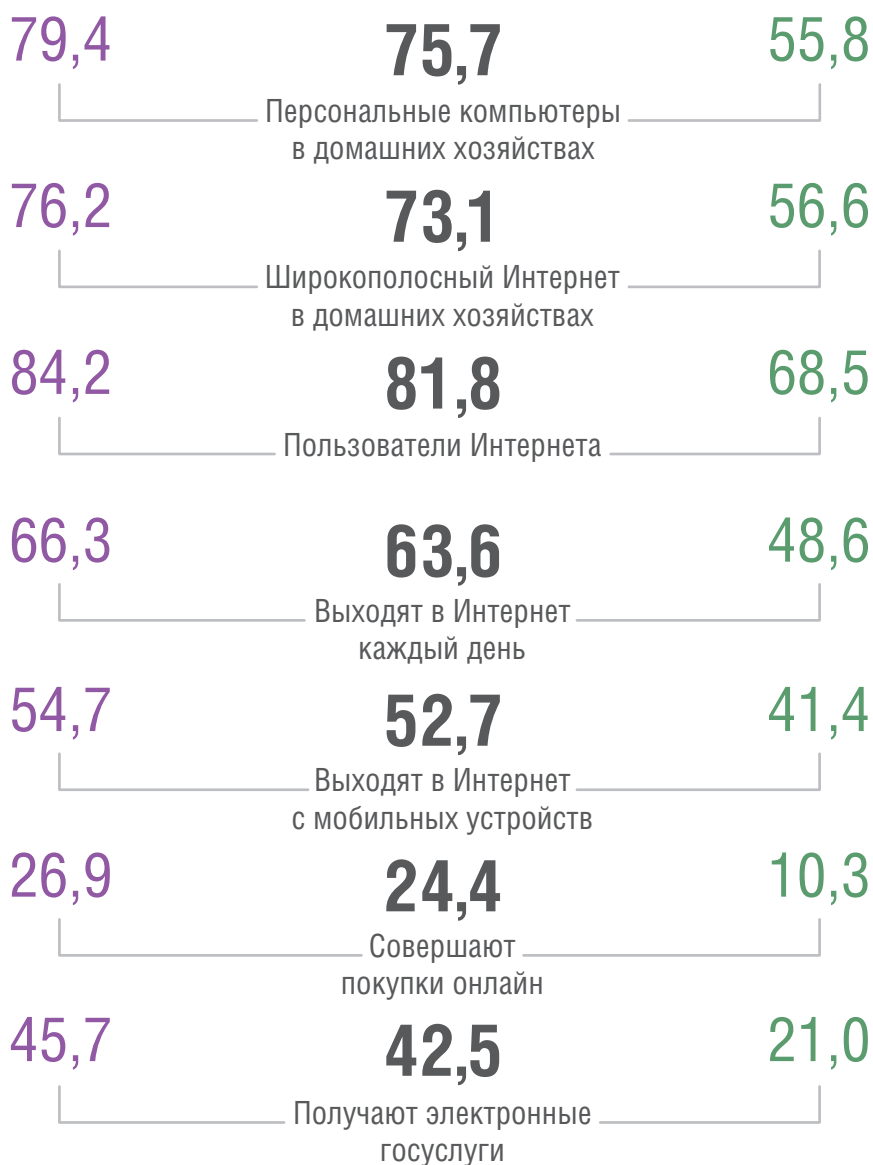 79,4 75,7 55,8
Персональные компьютеры
в домашних хозяйствах
76,2 73,1 56,6
Широкополосный Интернет
в домашних хозяйствах
84,2 81,8 68,5
Пользователи Интернета
66,3 63,6 48,6
Выходят в Интернет
каждый день
54,7 52,7 41,4
Выходят в Интернет
с мобильных устройств
26,9 24,4 10,3
Совершают
покупки онлайн
45,7 42,5 21,0
Получают электронные
госуслуги